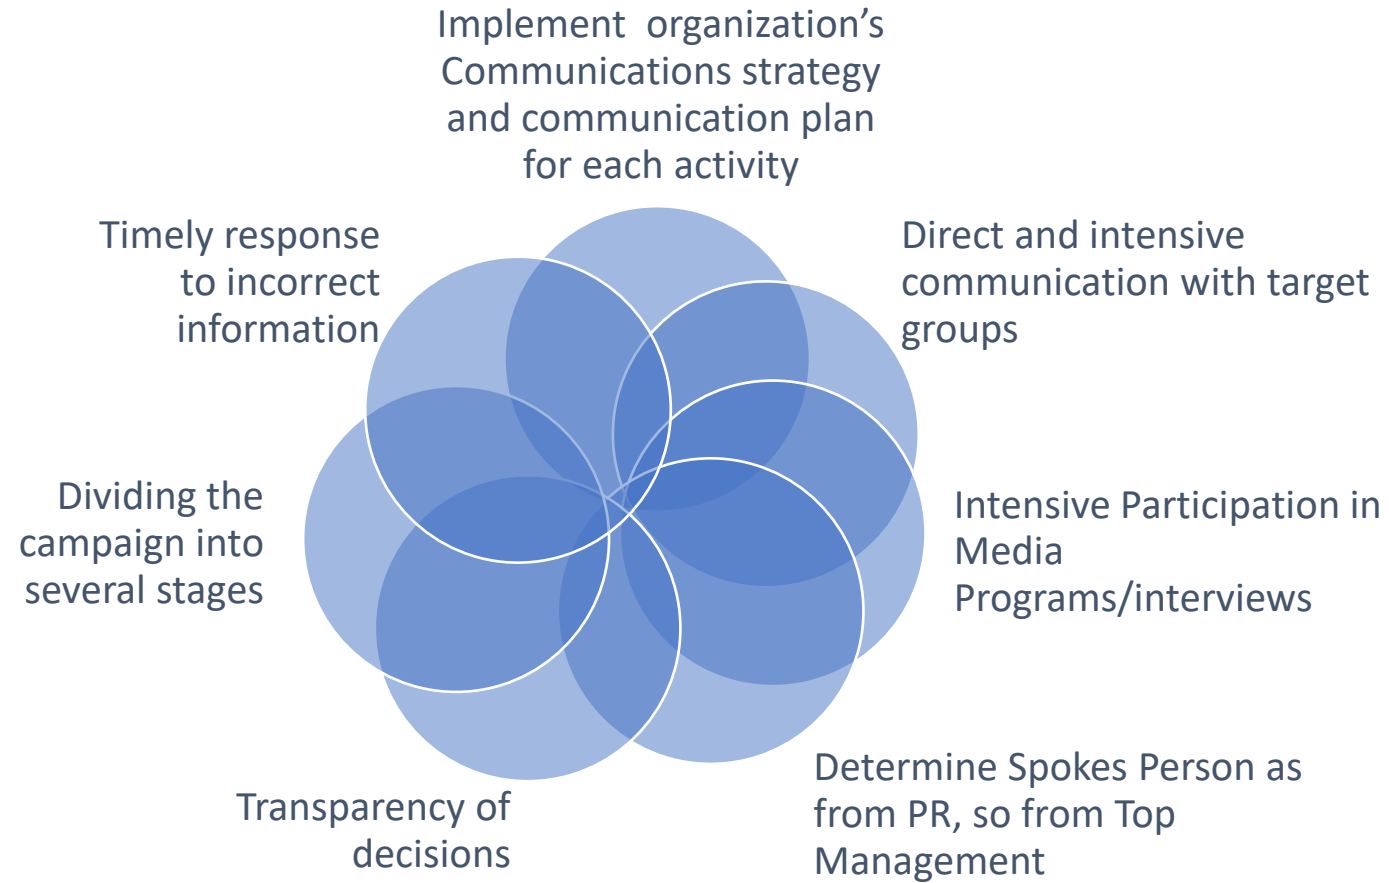 Implement organization’s
Communications strategy
and communication plan
for each activity
Direct and intensive
communication with target
groups
Intensive Participation in
Media
Programs/interviews
Determine Spokes Person as
from PR, so from Top
Management
Transparency of
decisions
Dividing the
campaign into
several stages
Timely response
to incorrect
information